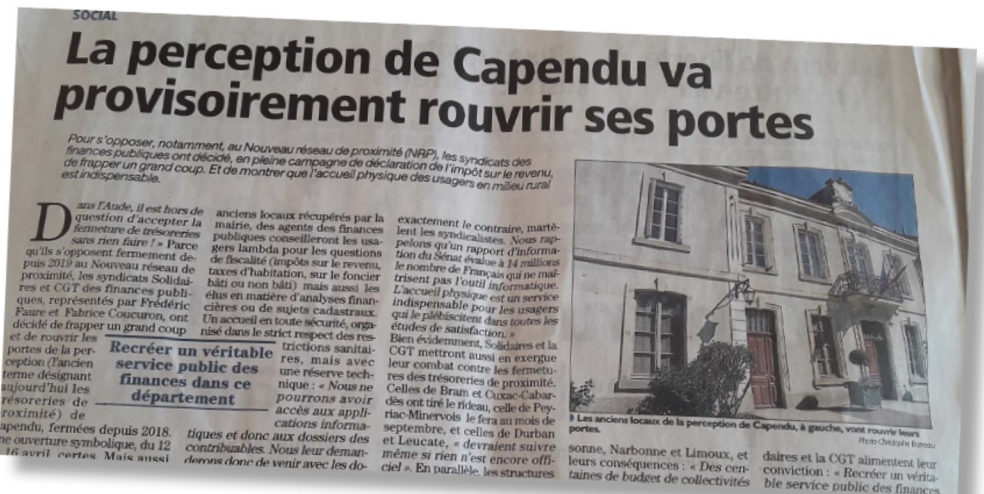 SOCIAL
La perception de Capendu va
provisoirement rouvrir ses portes
Pour s'opposer, notamment, au Nouveau réseau de proximité (NRP), les syndicats des
finances publiques ont décidé, en pleine campagne de déclaration de l'impôt sur le revenu,
de frapper un grand coup. Et de montrer que l'accueil physique des usagers en milieu rural
est indispensable.
Dans l'Aude, il est hors de
question d'accepter la
fermeture de trésoreries
sans rien faire ! » Parce
qu'ils s'opposent fermement de-
puis 2019 au Nouveau réseau de
proximité, les syndicats Solidai-
res et CGT des finances publi-
ques, représentés par Frédéric
Faure et Fabrice Coucuron, ont
décidé de frapper un grand coup
et de rouvrir les
portes de la per-
ception (l'ancien
terme désignant
aujourd'hui les
trésoreries de
proximité) de
apendu, fermées depuis 2018.
ne ouverture symbolique, du 12
16 avril, certes. Mais aussi
Recréer un véritable
service public des
finances dans ce
département
anciens locaux récupérés par la
mairie, des agents des finances
publiques conseilleront les usa-
gers lambda pour les questions
de fiscalité (impôts sur le revenu,
taxes d'habitation, sur le foncier
bâti ou non bâti) mais aussi les
élus en matière d'analyses finan-
cières ou de sujets cadastraux.
Un accueil en toute sécurité, orga-
nisé dans le strict respect des res-
trictions sanitai-
res, mais avec
une réserve tech-
nique : « Nous ne
pourrons avoir
accès aux appli-
cations informa-
tiques et donc aux dossiers des
contribuables. Nous leur deman-
derons donc de venir avec les do-
exactement le contraire, martè-
lent les syndicalistes. Nous rap-
pelons qu'un rapport d'informa-
tion du Sénat évalue à 14 millions
le nombre de Français qui ne maî-
trisent pas l'outil informatique.
L'accueil physique est un service
indispensable pour les usagers
qui le plébiscitent dans toutes les
études de satisfaction. »
Bien évidemment, Solidaires et la
CGT mettront aussi en exergue
leur combat contre les fermetu-
res des trésoreries de proximité.
Celles de Bram et Cuxac-Cabar-
dès ont tiré le rideau, celle de Pey-
riac-Minervois le fera au mois de
septembre, et celles de Durban
et Leucate, « devraient suivre
même si rien n'est encore offi-
ciel ». En parallèle, les structures
Les anciens locaux de la perception de Capendu, à gauche, vont rouvrir leurs
portes.
Photo Christophe
sonne, Narbonne et Limoux, et
leurs conséquences : « Des cen-
taines de budget de collectivités
daires et la CGT alimentent leur
conviction : « Recréer un vérita-
ble service public des finances